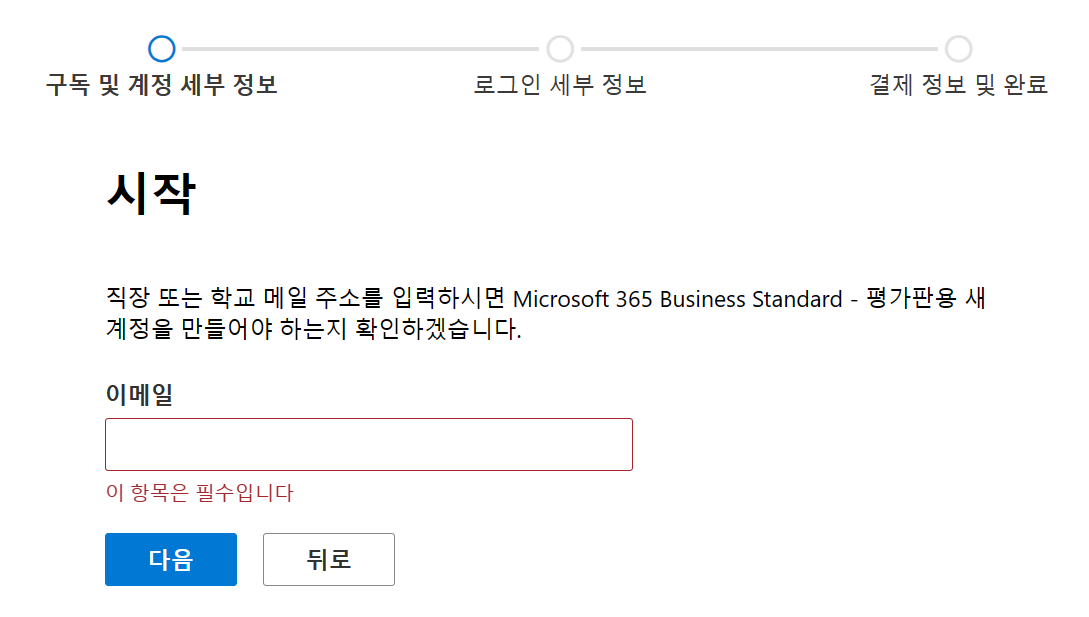 구독 및 계정 세부 정보
로그인 세부 정보
결제 정보 및 완료
시작
직장 또는 학교 메일 주소를 입력하시면 Microsoft 365 Business Standard - 평가판용 새
계정을 만들어야 하는지 확인하겠습니다.
이메일
이 항목은 필수입니다
다음
뒤로